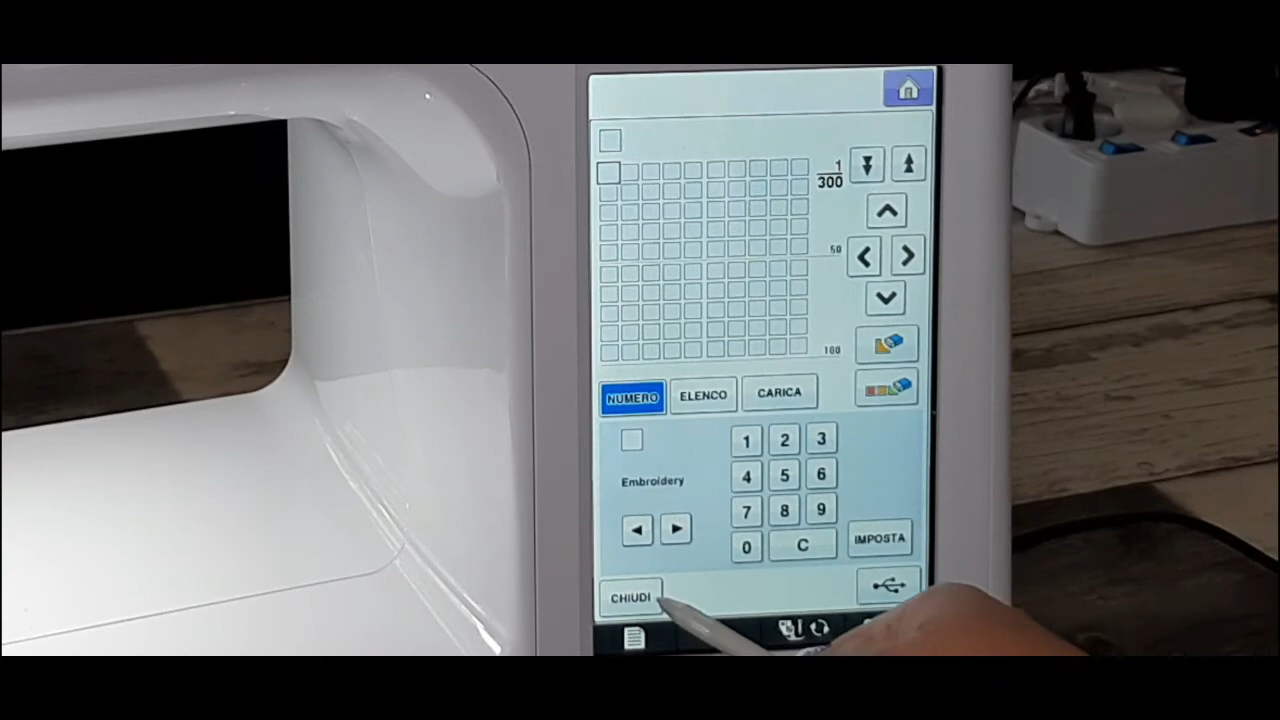 1
300
50
100
NUMERO ELENCO CARICA
1 2 3
Embroidery 4 5 6
7 8 9
0 C IMPOSTA
CHIUDI